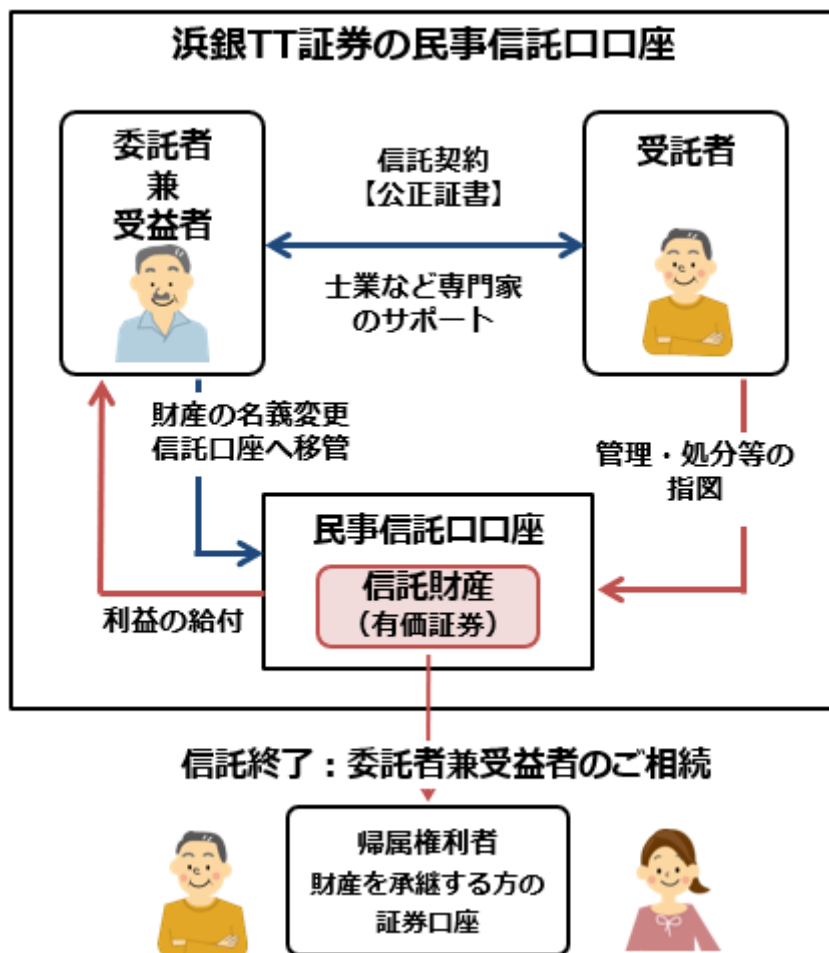 浜銀TT証券の民事信託口口座
委託者
兼
受益者
信託契約
【公正証書】
士業など専門家
のサポート
受託者
財産の名義変更
信託口座へ移管
管理・処分等の
指図
民事信託口口座
信託財産
（有価証券）
利益の給付
信託終了：委託者兼受益者のご相続
帰属権利者
財産を承継する方の
証券口座